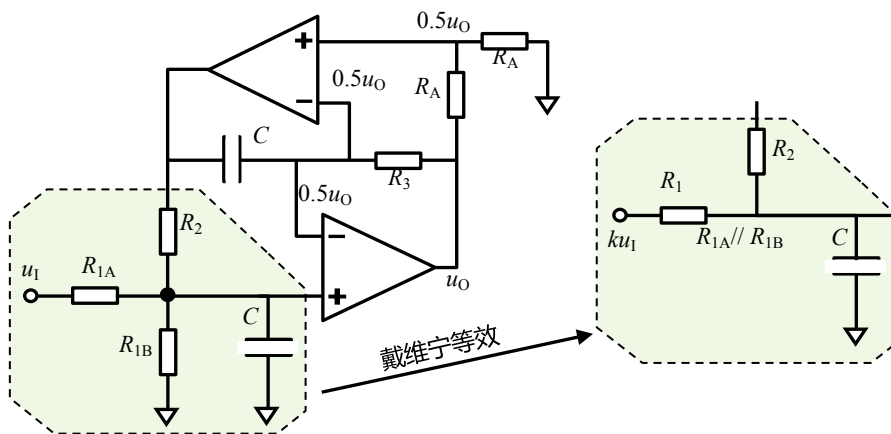 0.5uO
RA
0.5uO
RA
C
R3
R2
R1
0.5uO
R2
uI
R1A
kuI
R1A// R1B
C
C
uO
R1B
戴维宁等效